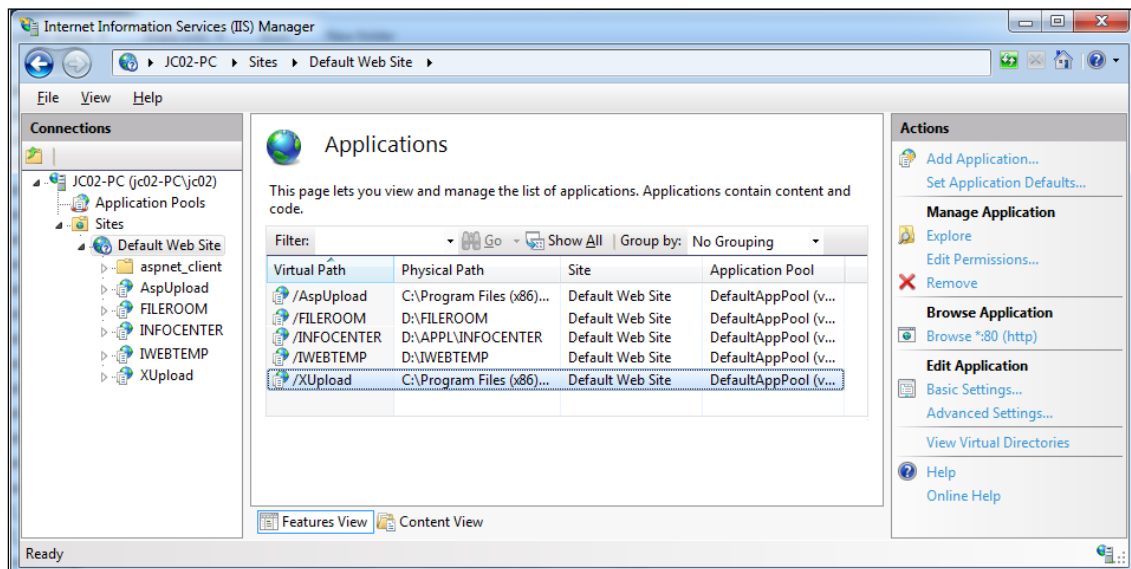 Internet Information Services (IIS) Manager
JC02-PC Sites Default Web Site
File View Help
Connections
JC02-PC (jc02-PC\jc02)
Application Pools
Sites
Default Web Site
aspnet_client
AspUpload
FILEROOM
INFOCENTER
IWEBTEMP
XUpload
Applications
This page lets you view and manage the list of applications. Applications contain content and
code.
Filter: Go Show All Group by: No Grouping
Virtual Path Physical Path Site Application Pool
/AspUpload C:\Program Files (x86)... Default Web Site DefaultAppPool (v...
/FILEROOM D:\FILEROOM Default Web Site DefaultAppPool (v...
/INFOCENTER D:\APPL\INFOCENTER Default Web Site DefaultAppPool (v...
/IWEBTEMP D:\IWEBTEMP Default Web Site DefaultAppPool (v...
/XUpload C:\Program Files (x86)... Default Web Site DefaultAppPool (v...
Features View Content View
Actions
Add Application...
Set Application Defaults...
Manage Application
Explore
Edit Permissions...
Remove
Browse Application
Browse *:80 (http)
Edit Application
Basic Settings...
Advanced Settings...
View Virtual Directories
Help
Online Help
Ready